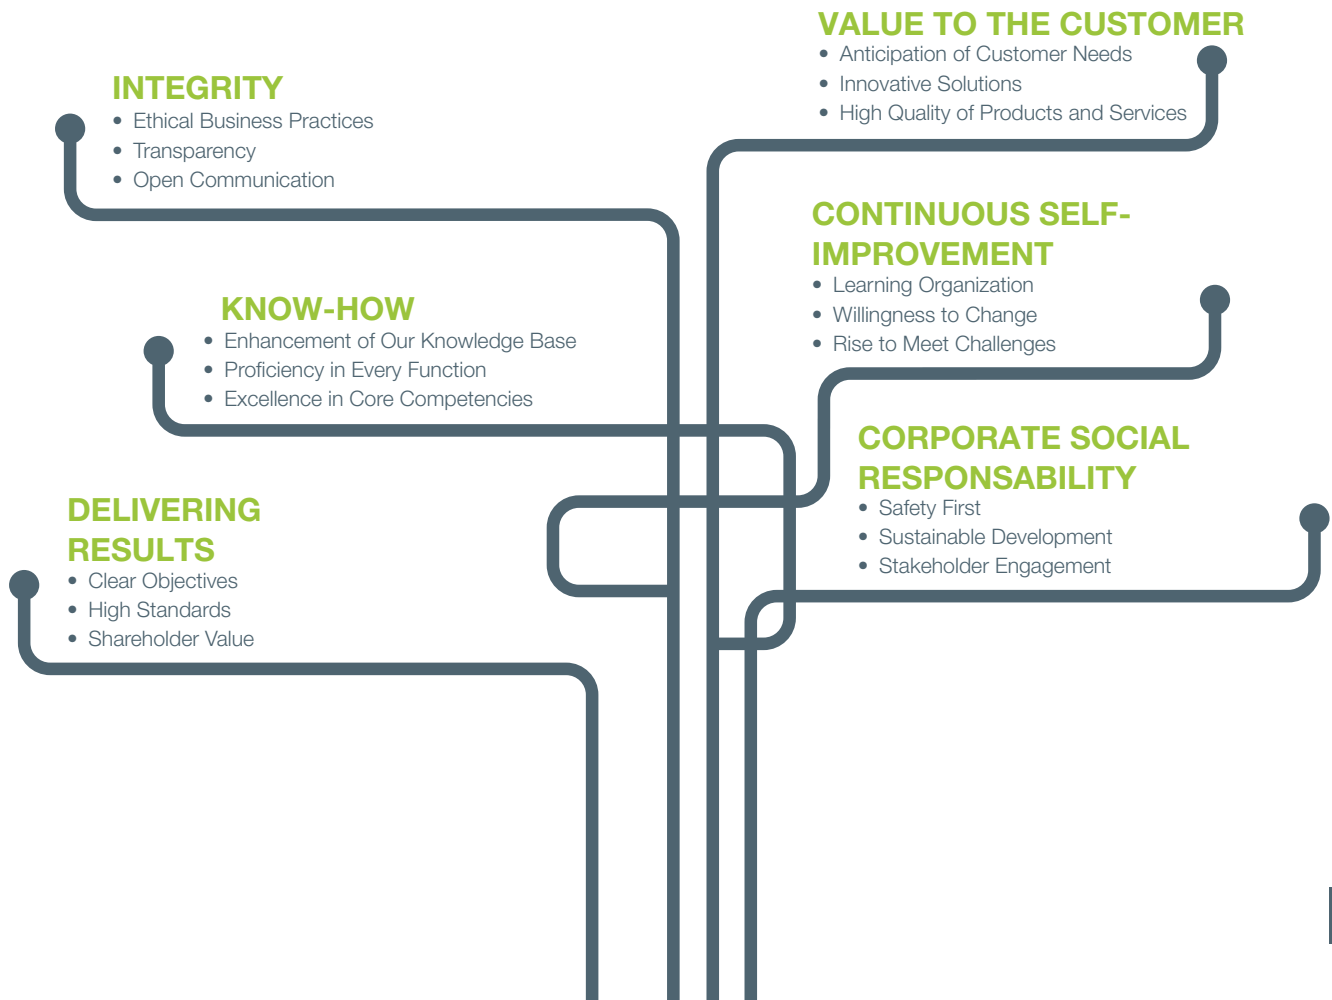 INTEGRITY
• Ethical Business Practices
• Transparency
• Open Communication
KNOW-HOW
• Enhancement of Our Knowledge Base
• Proficiency in Every Function
• Excellence in Core Competencies
DELIVERING
RESULTS
• Clear Objectives
• High Standards
• Shareholder Value
VALUE TO THE CUSTOMER
• Anticipation of Customer Needs
• Innovative Solutions
• High Quality of Products and Services
CONTINUOUS SELF-
IMPROVEMENT
• Learning Organization
• Willingness to Change
• Rise to Meet Challenges
CORPORATE SOCIAL
RESPONSABILITY
• Safety First
• Sustainable Development
• Stakeholder Engagement